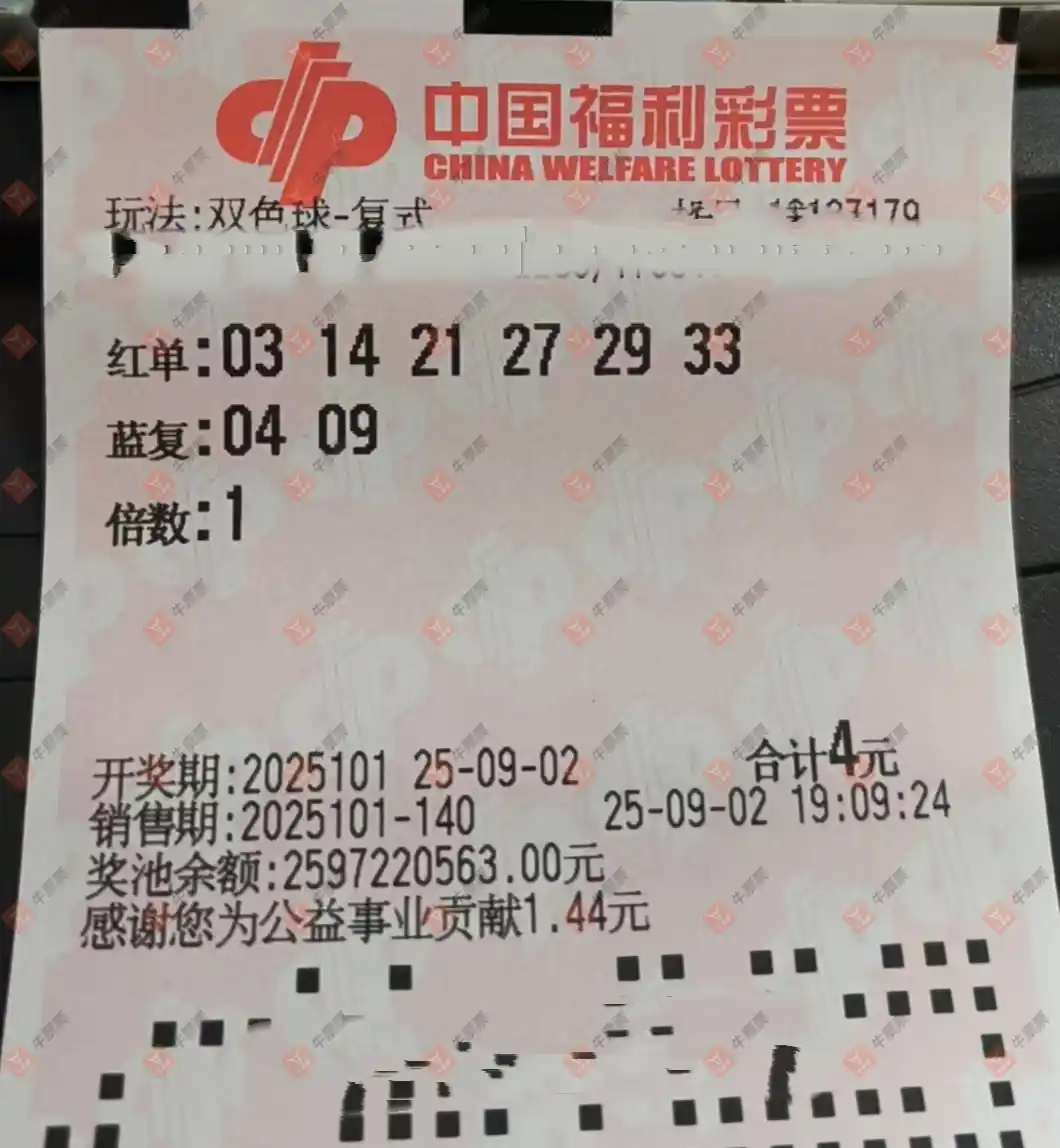 中国福利彩票
CHINA WELFARE LOTTERY
玩法:双色球-复式
红单:03 14 21 27 29 33
蓝复:04 09
倍数:1
合计4元
开奖期:2025101 25-09-02
销售期:2025101-140 25-09-02 19:09:24
奖池余额:2597220563.00元
感谢您为公益事业贡献1.44元